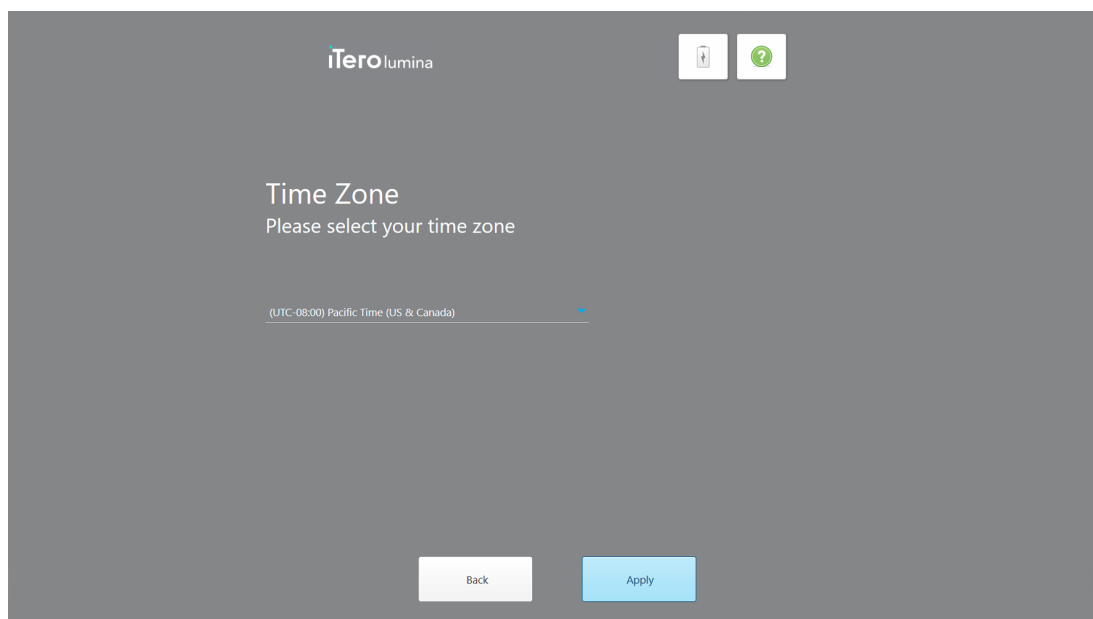 iTero lumina
?
Time Zone
Please select your time zone
(UTC-08:00) Pacific Time (US & Canada)
Back
Apply